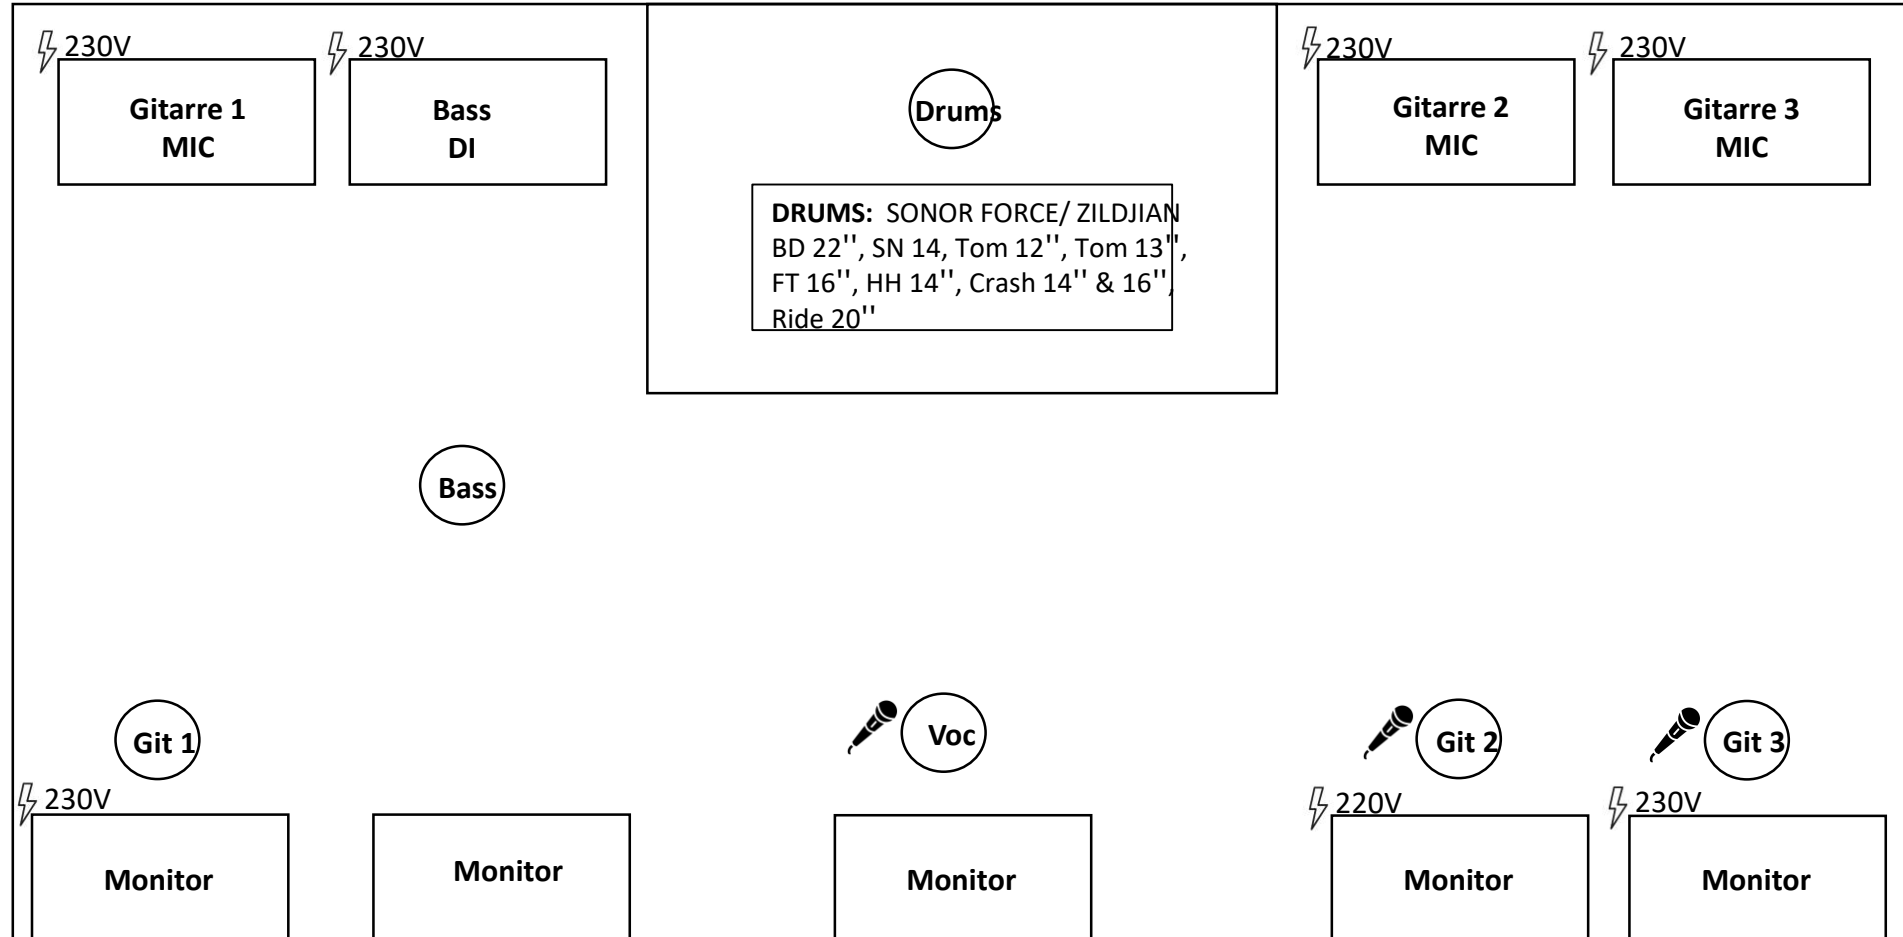 230V
230V
230V
230V
Gitarre 1
MIC
Bass
DI
Drums
Gitarre 2
MIC
Gitarre 3
MIC
DRUMS: SONOR FORCE/ ZILDJIAN
BD 22'', SN 14, Tom 12'', Tom 13'',
FT 16'', HH 14'', Crash 14'' & 16'',
Ride 20''
Bass
Git 1
Voc
Git 2
Git 3
230V
220V
230V
Monitor
Monitor
Monitor
Monitor
Monitor